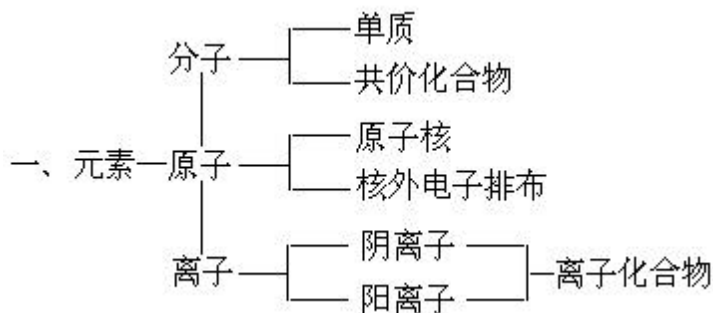 分子
单质
共价化合物
一、元素
原子
原子核
核外电子排布
离子
阴离子
阳离子
离子化合物